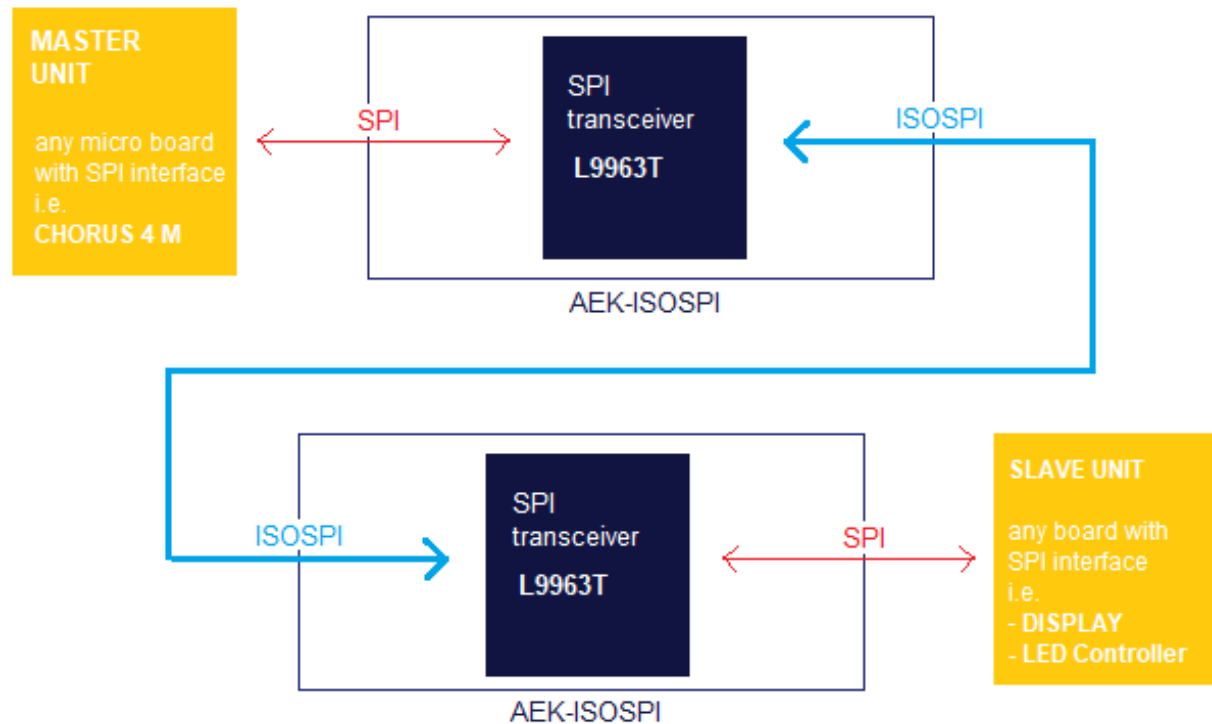 MASTER
UNIT
any micro board
with SPI interface
i.e.
CHORUS 4 M
SPI
SPI
transceiver
L9963T
ISOSPI
AEK-ISOSPI
ISOSPI
SPI
transceiver
L9963T
SPI
AEK-ISOSPI
SLAVE UNIT
any board with
SPI interface
i.e.
- DISPLAY
- LED Controller